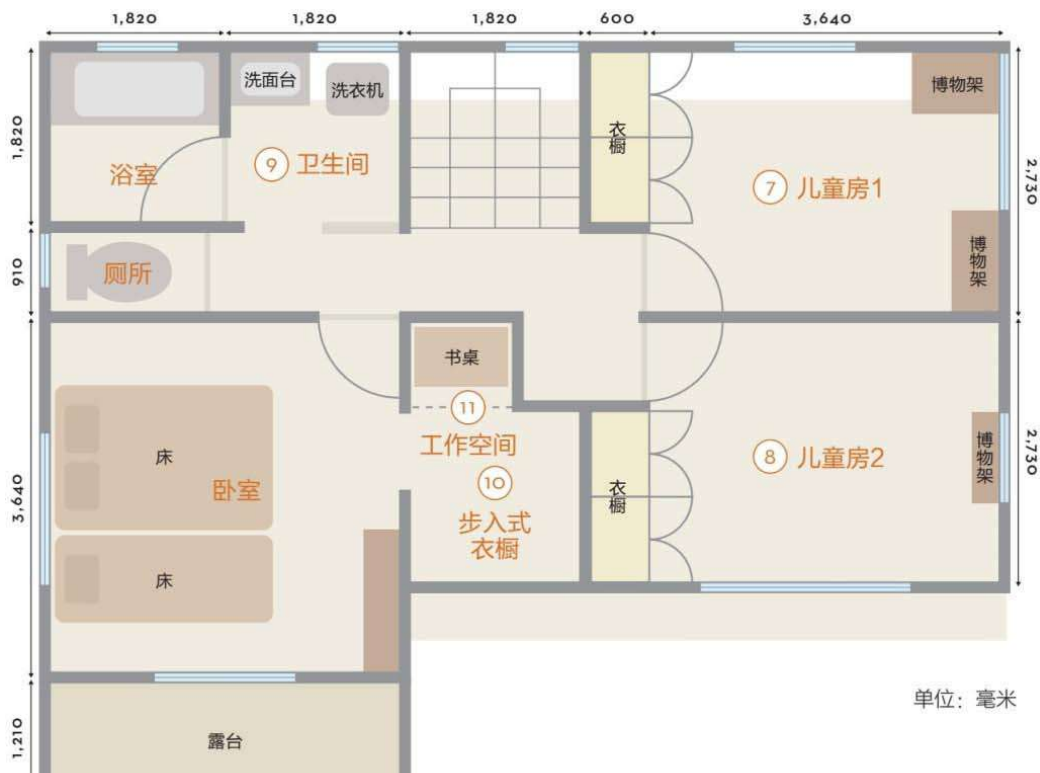 1,820
1,820
1,820
600
3,640
1,820
910
3,640
1,210
2,730
2,730
洗面台
洗衣机
衣橱
博物架
浴室
⑨ 卫生间
⑦ 儿童房1
博物架
厕所
书桌
⑪
工作空间
⑩
步入式
衣橱
床
卧室
床
衣橱
⑧ 儿童房2
博物架
单位：毫米
露台